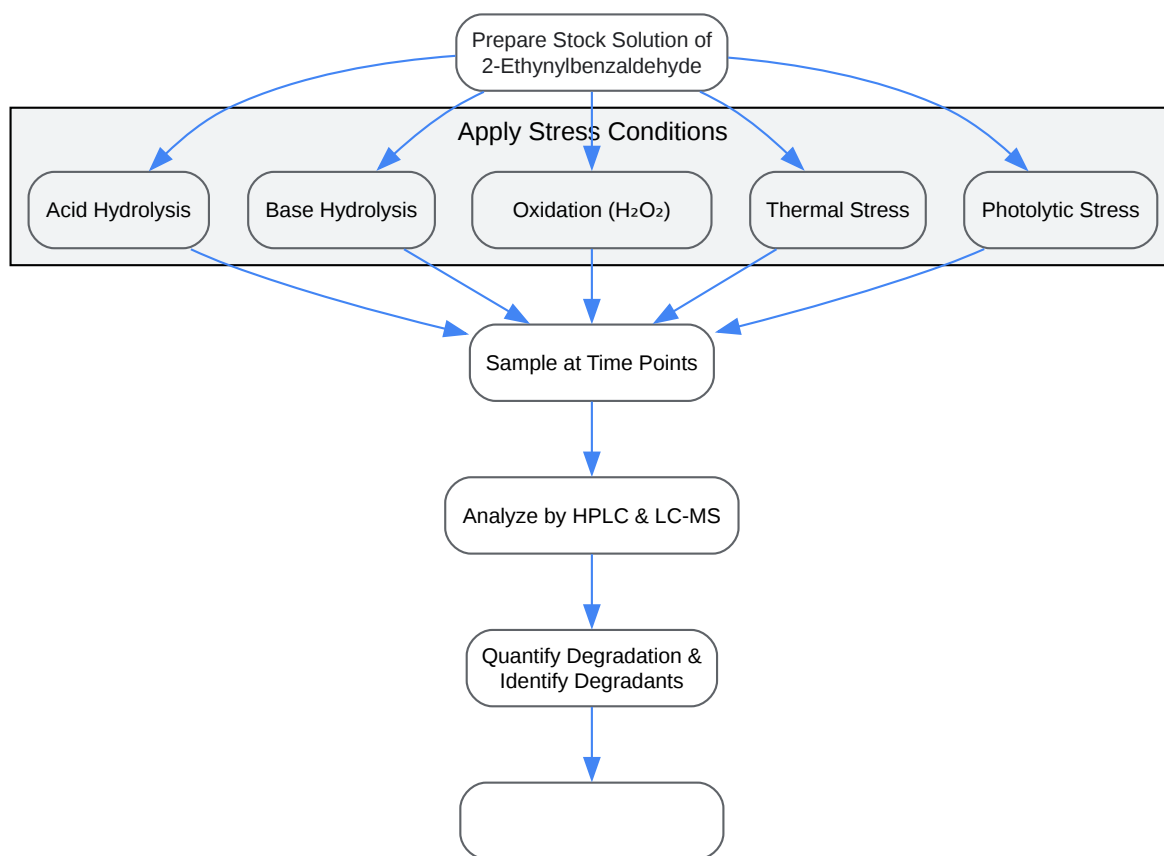 Prepare Stock Solution of
2-Ethynylbenzaldehyde
Apply Stress Conditions
Acid Hydrolysis
Base Hydrolysis
Oxidation (H₂O₂)
Thermal Stress
Photolytic Stress
Sample at Time Points
Analyze by HPLC & LC-MS
Quantify Degradation &
Identify Degradants